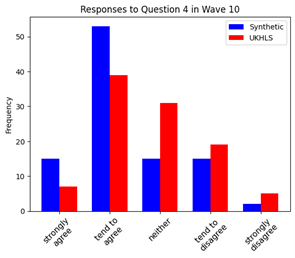 Responses to Question 4 in Wave 10
Synthetic
UKHLS
Frequency
50
40
30
20
10
0
strongly
agree
tend to
agree
neither
tend to
disagree
strongly
disagree